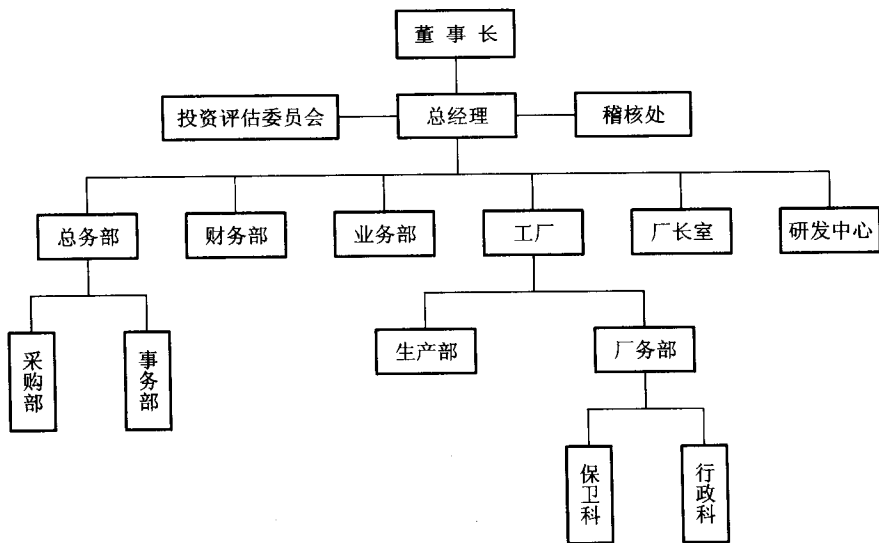 董事长
投资评估委员会
总经理
稽核处
总务部
财务部
业务部
工厂
厂长室
研发中心
采购部
事务部
生产部
厂务部
保卫科
行政科